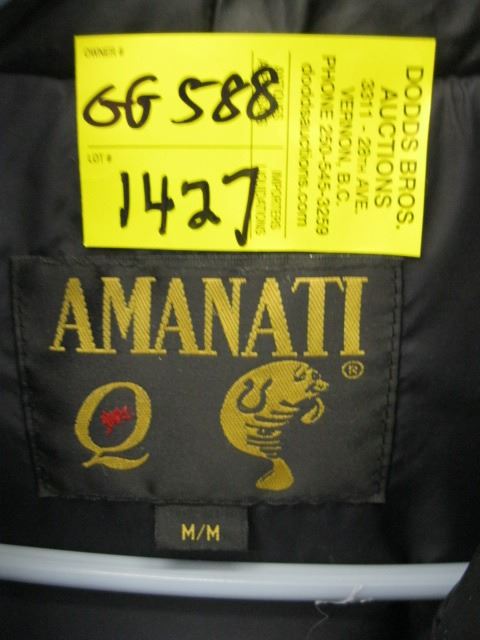 OWNER #
GG 588
LOT #
1427
DODDS BROS.
AUCTIONS
3311 - 28TH AVE.
VERNON, B.C.
PHONE 250-545-3259
doddsauctions.com
IMPORTERS
AMANATI
Q
®
M/M